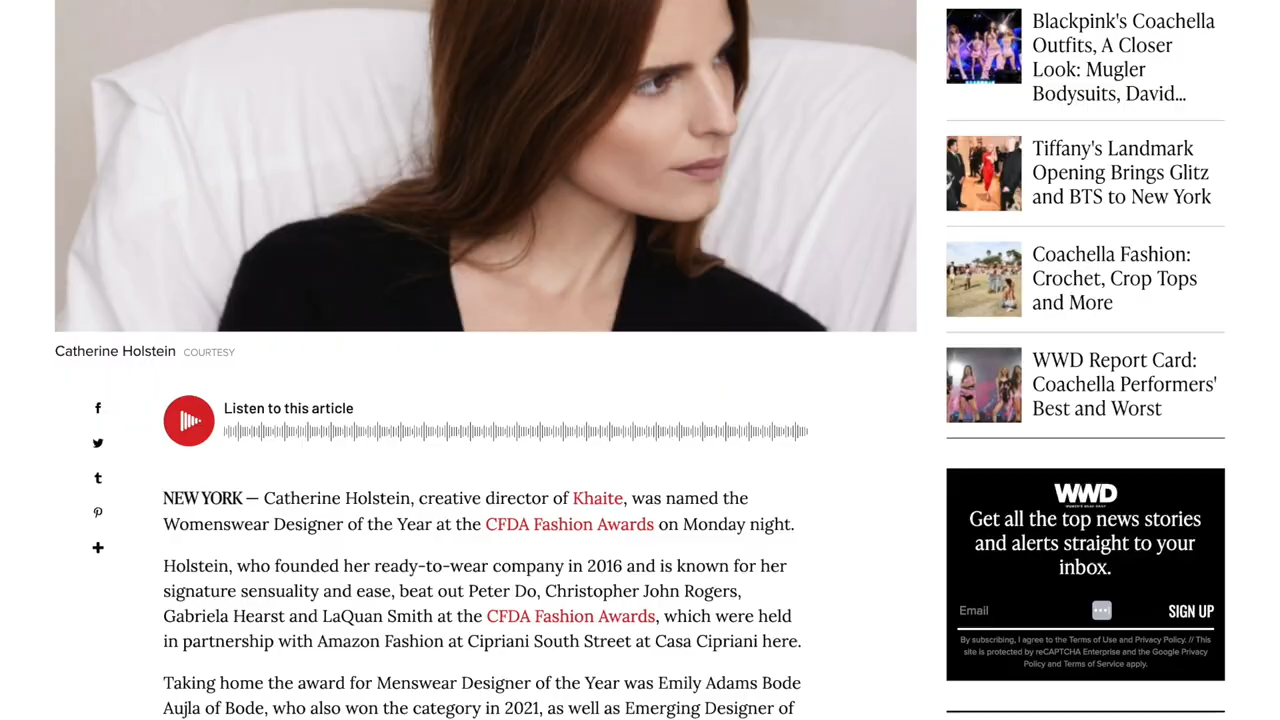 Blackpink's Coachella
Outfits, A Closer
Look: Mugler
Bodysuits, David...
Tiffany's Landmark
Opening Brings Glitz
and BTS to New York
Coachella Fashion:
Crochet, Crop Tops
and More
WWD Report Card:
Coachella Performers'
Best and Worst
Catherine Holstein COURTESY
Listen to this article
NEW YORK — Catherine Holstein, creative director of Khaite, was named the
Womenswear Designer of the Year at the CFDA Fashion Awards on Monday night.
Holstein, who founded her ready-to-wear company in 2016 and is known for her
signature sensuality and ease, beat out Peter Do, Christopher John Rogers,
Gabriela Hearst and LaQuan Smith at the CFDA Fashion Awards, which were held
in partnership with Amazon Fashion at Cipriani South Street at Casa Cipriani here.
Taking home the award for Menswear Designer of the Year was Emily Adams Bode
Aujla of Bode, who also won the category in 2021, as well as Emerging Designer of
WWD
Get all the top news stories
and alerts straight to your
inbox.
Email
SIGN UP
By subscribing, I agree to the Terms of Use and Privacy Policy. // This
site is protected by reCAPTCHA Enterprise and the Google Privacy
Policy and Terms of Service apply.